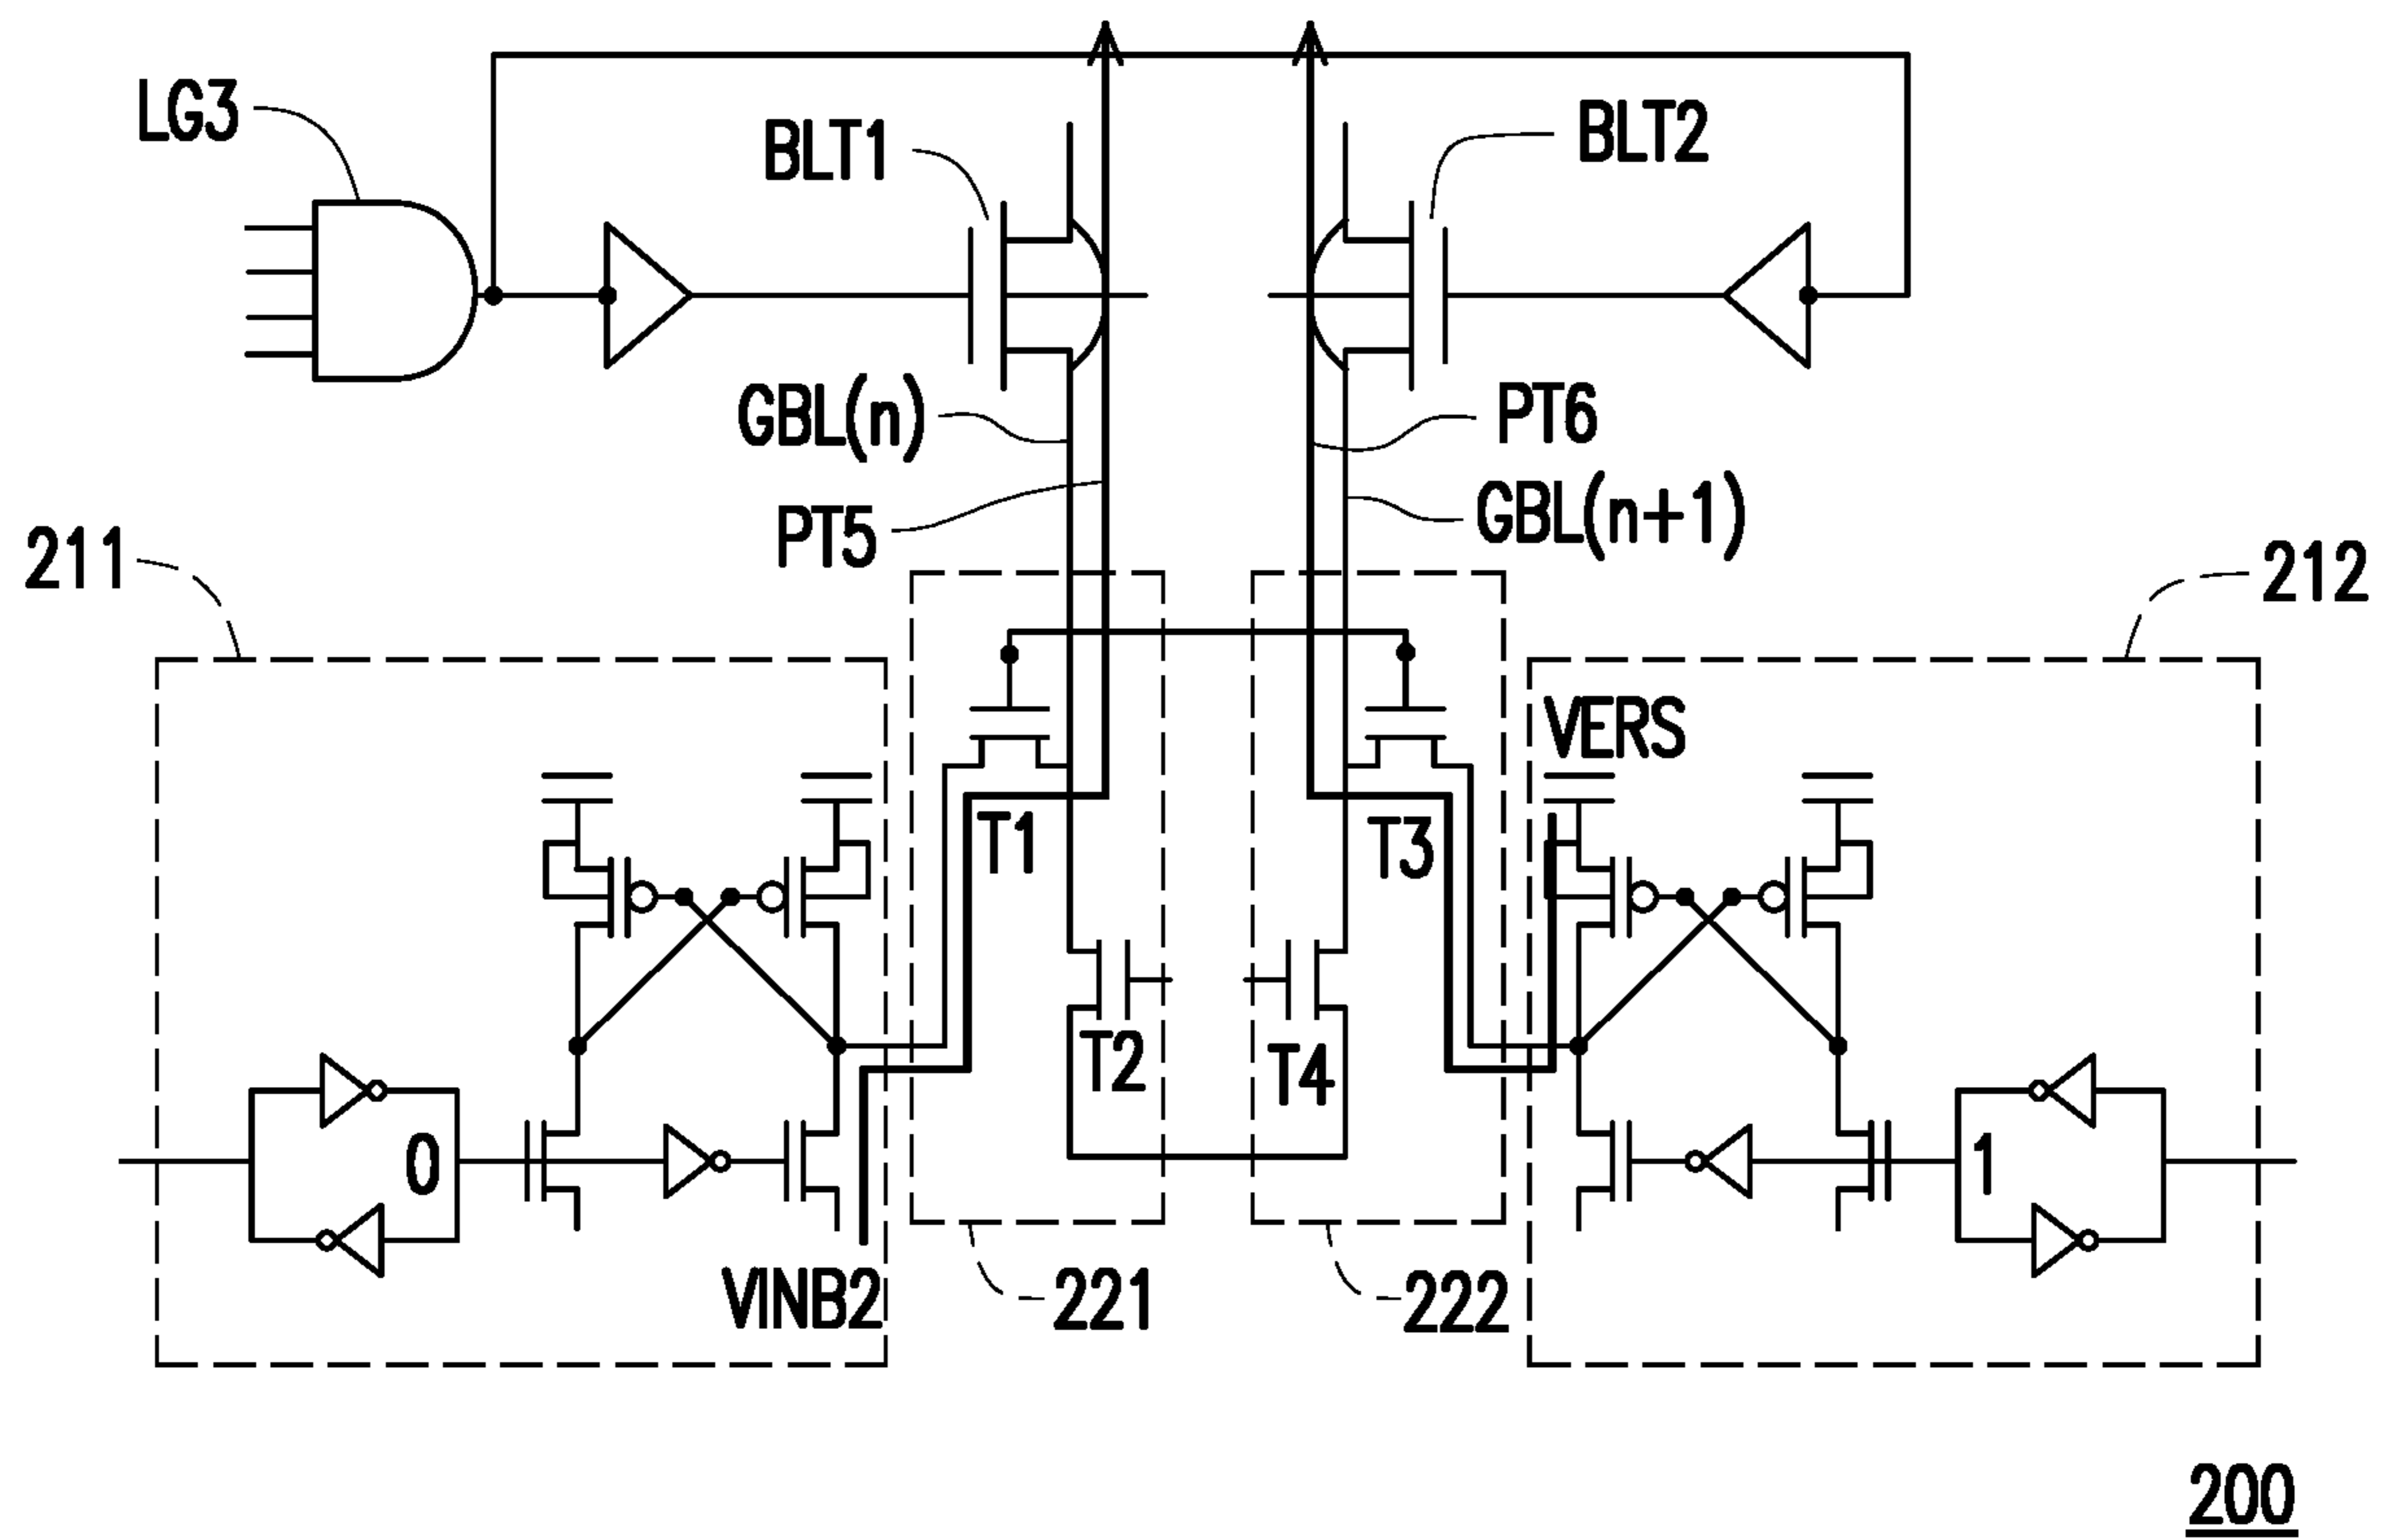 LG3
BLT1
BLT2
GBL(n)
PT6
PT5
GBL(n+1)
211
212
VERS
T1
T3
T2
T4
0
1
VINB2
221
222
200